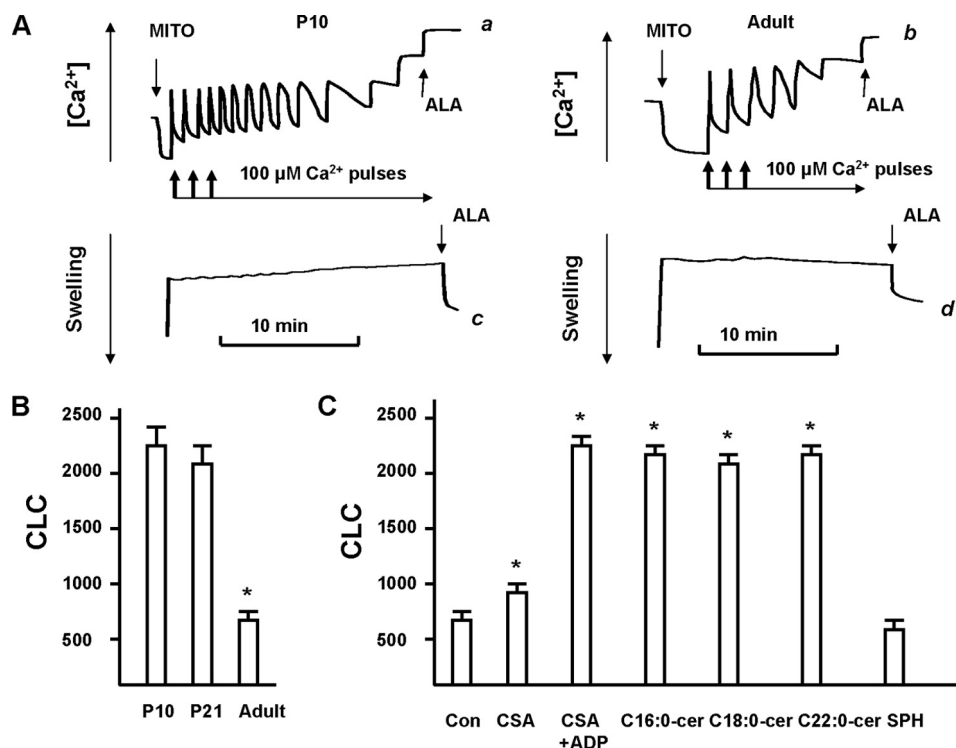 A
P10
Adult
MITO
a
MITO
b
[Ca²⁺]
ALA
[Ca²⁺]
ALA
100 µM Ca²⁺ pulses
100 µM Ca²⁺ pulses
Swelling
ALA
c
10 min
Swelling
ALA
d
10 min
B
CLC
2500
2000
1500
1000
500
*
P10 P21 Adult
C
CLC
2500
2000
1500
1000
500
* * * * *
Con CSA CSA C16:0-cer C18:0-cer C22:0-cer SPH
+ADP